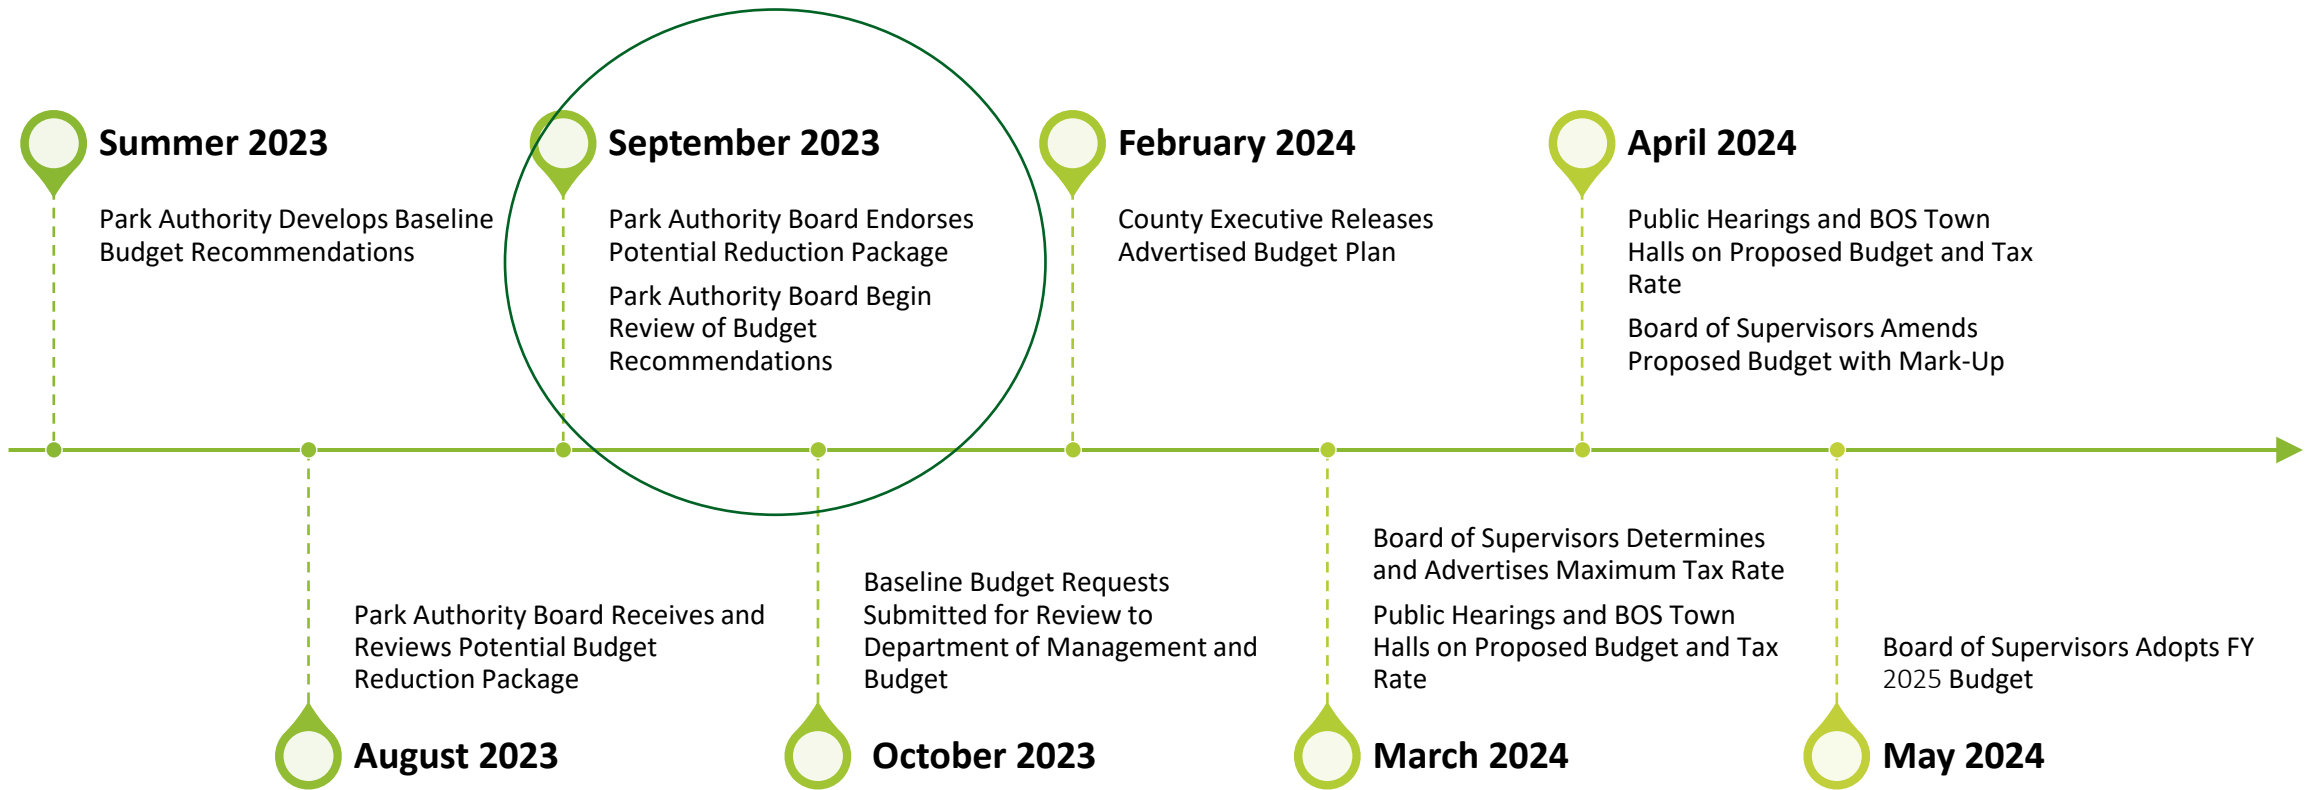 Summer 2023
Park Authority Develops Baseline
Budget Recommendations
September 2023
Park Authority Board Endorses
Potential Reduction Package
Park Authority Board Begin
Review of Budget
Recommendations
February 2024
County Executive Releases
Advertised Budget Plan
April 2024
Public Hearings and BOS Town
Halls on Proposed Budget and Tax
Rate
Board of Supervisors Amends
Proposed Budget with Mark-Up
Park Authority Board Receives and
Reviews Potential Budget
Reduction Package
August 2023
Baseline Budget Requests
Submitted for Review to
Department of Management and
Budget
October 2023
Board of Supervisors Determines
and Advertises Maximum Tax Rate
Public Hearings and BOS Town
Halls on Proposed Budget and Tax
Rate
March 2024
Board of Supervisors Adopts FY
2025 Budget
May 2024